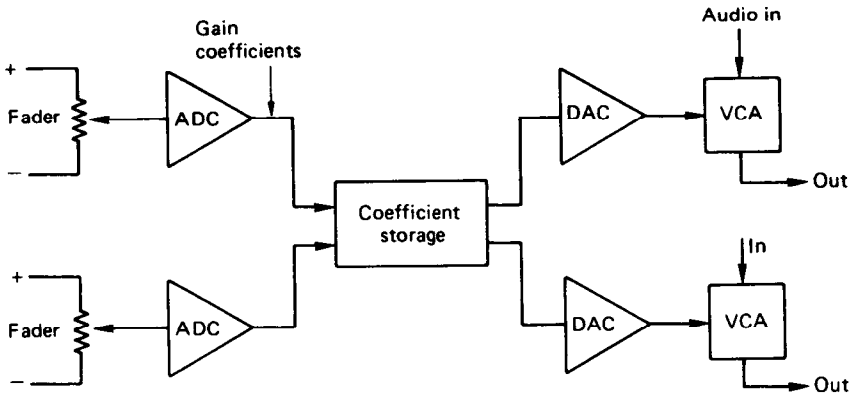 Audio in
Gain
coefficients
+
Fader
−
ADC
DAC
VCA
Out
Coefficient
storage
In
+
Fader
−
ADC
DAC
VCA
Out